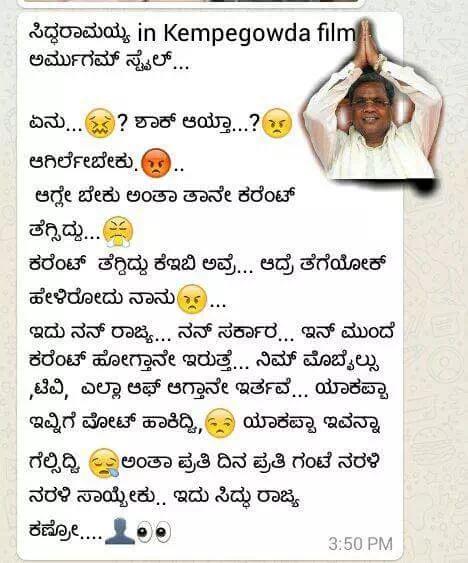 ಸಿದ್ಧರಾಮಯ್ಯ in Kempegowda film
ಅರ್ಮುಗಮ್ ಸ್ಟೈಲ್...
ಏನು...😖? ಶಾಕ್ ಆಯ್ತಾ...?😠
ಆಗಿರ್ಲೇಬೇಕು.😡..
ಆಗ್ಲೇ ಬೇಕು ಅಂತಾ ತಾನೇ ಕರೆಂಟ್
ತೆಗ್ಸಿದ್ದು...😤
ಕರೆಂಟ್ ತೆಗ್ದಿದ್ದು ಕೆಇಬಿ ಅವ್ರೆ... ಆದ್ರೆ ತೆಗೆಯೋಕ್
ಹೇಳಿರೋದು ನಾನು😠...
ಇದು ನನ್ ರಾಜ್ಯ... ನನ್ ಸರ್ಕಾರ... ಇನ್ ಮುಂದೆ
ಕರೆಂಟ್ ಹೋಗ್ತಾನೇ ಇರುತ್ತೆ... ನಿಮ್ ಮೊಬೈಲ್ಸು
,ಟಿವಿ, ಎಲ್ಲಾ ಆಫ್ ಆಗ್ತಾನೇ ಇರ್ತವೆ... ಯಾಕಪ್ಪಾ
ಇವ್ನಿಗೆ ವೋಟ್ ಹಾಕಿದ್ವಿ,😒 ಯಾಕಪ್ಪಾ ಇವನ್ನಾ
ಗೆಲ್ಸಿದ್ವಿ 😪ಅಂತಾ ಪ್ರತಿ ದಿನ ಪ್ರತಿ ಗಂಟೆ ನರಳಿ
ನರಳಿ ಸಾಯ್ಬೇಕು.. ಇದು ಸಿದ್ಧು ರಾಜ್ಯ
ಕಣ್ರೋ....👤👀
3:50 PM